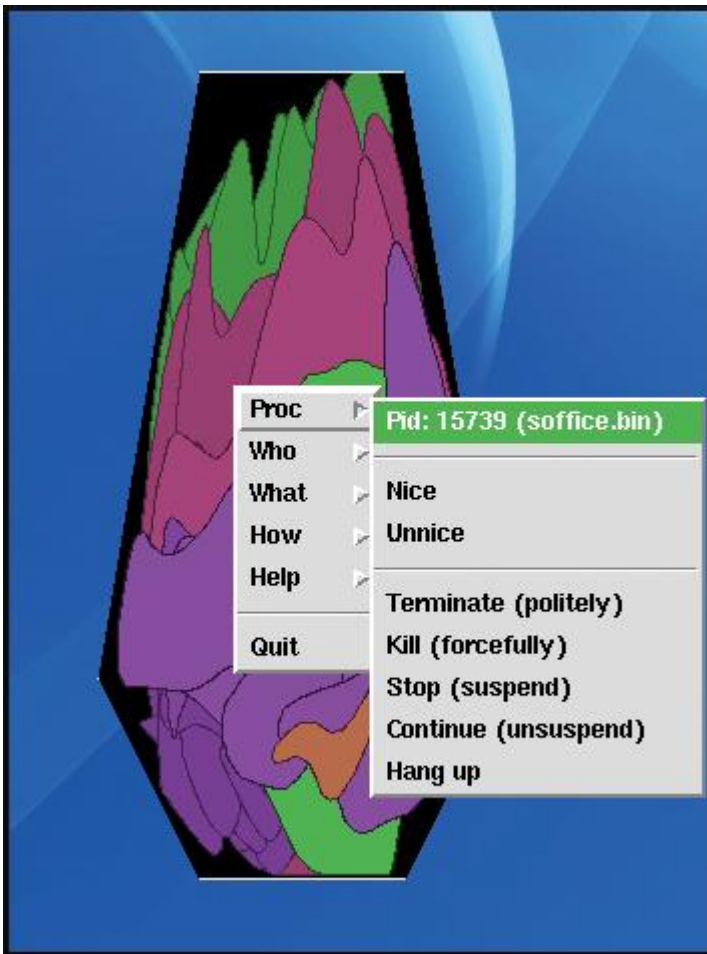 Proc
Who
What
How
Help
Quit
Pid: 15739 (soffice.bin)
Nice
Unnice
Terminate (politely)
Kill (forcefully)
Stop (suspend)
Continue (unsuspend)
Hang up